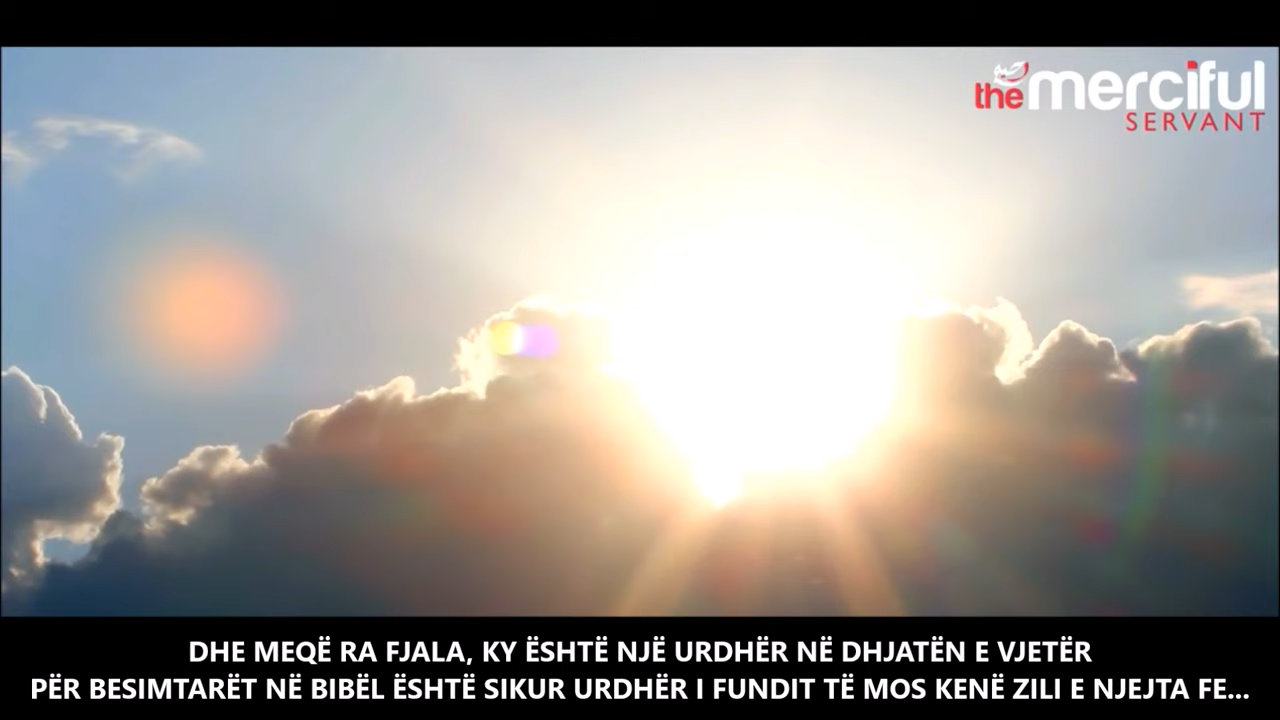 the merciful
SERVANT
DHE MEQË RA FJALA, KY ËSHTË NJË URDHËR NË DHJATËN E VJETËR
PËR BESIMTARËT NË BIBËL ËSHTË SIKUR URDHËR I FUNDIT TË MOS KENË ZILI E NJEJTA FE...